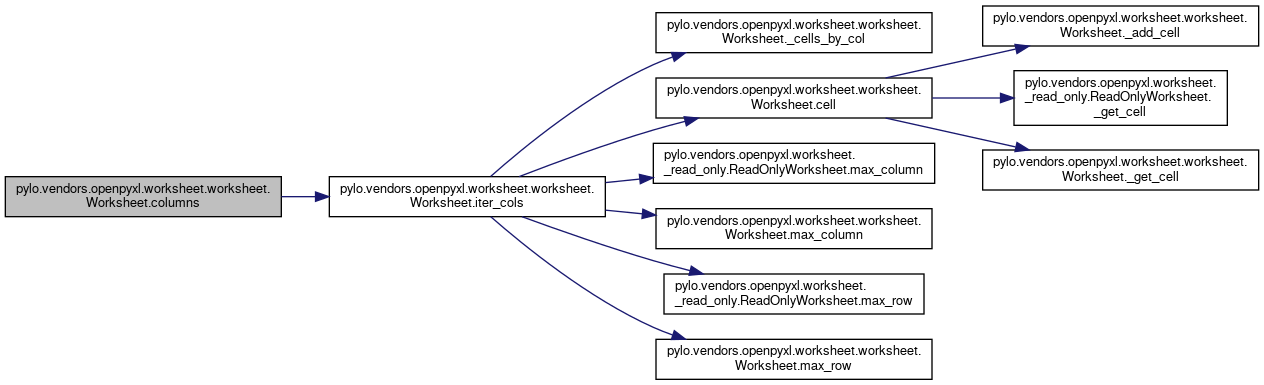 pylo.vendors.openpyxl.worksheet.worksheet.
Worksheet.columns
pylo.vendors.openpyxl.worksheet.worksheet.
Worksheet.iter_cols
pylo.vendors.openpyxl.worksheet.worksheet.
Worksheet._cells_by_col
pylo.vendors.openpyxl.worksheet.worksheet.
Worksheet.cell
pylo.vendors.openpyxl.worksheet.
_read_only.ReadOnlyWorksheet.max_column
pylo.vendors.openpyxl.worksheet.worksheet.
Worksheet.max_column
pylo.vendors.openpyxl.worksheet.
_read_only.ReadOnlyWorksheet.max_row
pylo.vendors.openpyxl.worksheet.worksheet.
Worksheet.max_row
pylo.vendors.openpyxl.worksheet.worksheet.
Worksheet._add_cell
pylo.vendors.openpyxl.worksheet.
_read_only.ReadOnlyWorksheet.
_get_cell
pylo.vendors.openpyxl.worksheet.worksheet.
Worksheet._get_cell